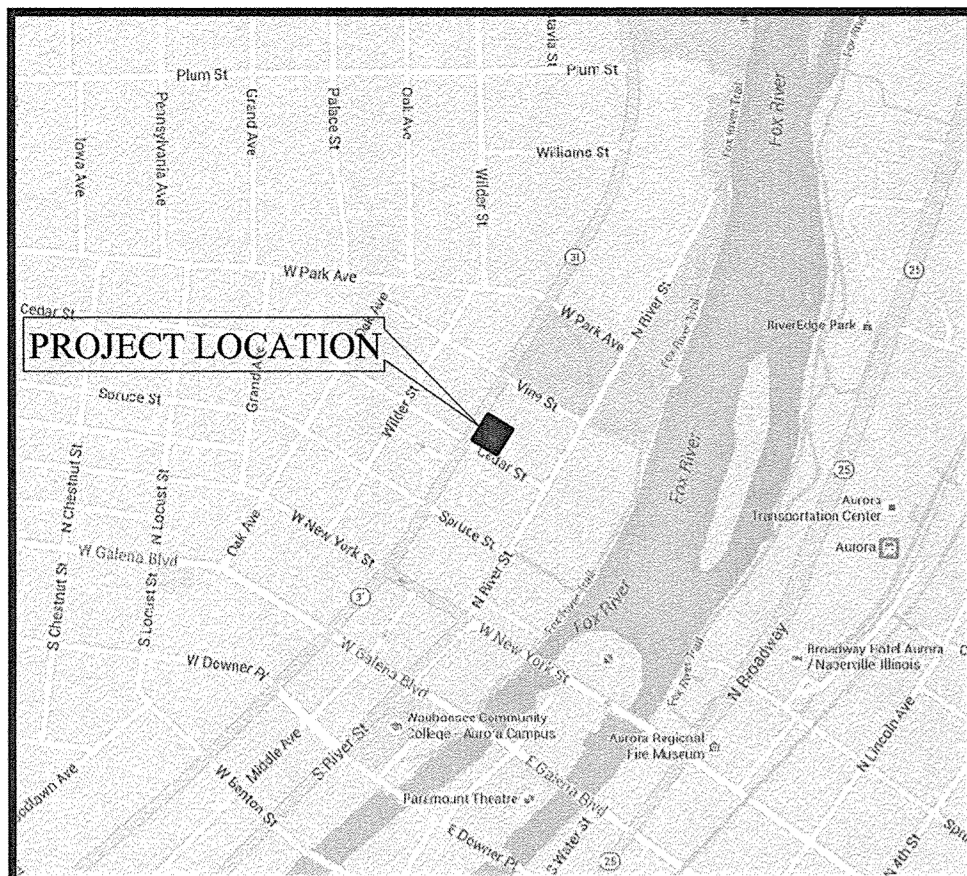 Plum St
Plum St
Fox River Trail
Fox River
Iowa Ave
Pennsylvania Ave
Grand Ave
Palace St
Oak Ave
Wilder St
Williams St
W Park Ave
31
25
Cedar St
Oak Ave
W Park Ave
N River St
Fox River Trail
RiverEdge Park
PROJECT LOCATION
Spruce St
Grand Ave
Wilder St
Vine St
Cedar St
Fox River
25
N Chestnut St
N Locust St
Oak Ave
W New York St
Spruce St
Aurora
Transportation Center
Aurora
W Galena Blvd
S Chestnut St
S Locust St
31
N River St
Fox River Trail
Fox River
W Downer Pl
W Galena Blvd
W New York St
Fox River Trail
N Broadway
Broadway Hotel Aurora
/ Naperville Illinois
Waubonsee Community
College - Aurora Campus
Middle Ave
S River St
Aurora Regional
Fire Museum
N Lincoln Ave
W Benton St
Paramount Theatre
E Galena Blvd
E Downer Pl
S Water St
25
N 4th St